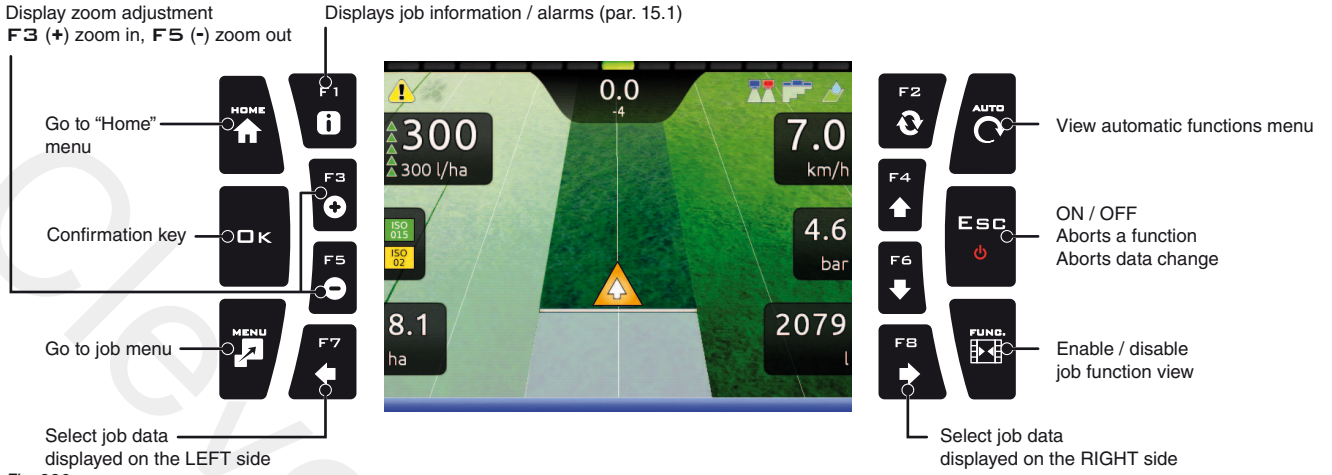 Display zoom adjustment
F3 (+) zoom in, F5 (-) zoom out
Displays job information / alarms (par. 15.1)
HOME
F1
Go to “Home”
menu
F3
OK
Confirmation key
F5
MENU
Go to job menu
F7
Select job data
displayed on the LEFT side
0.0
-4
300
300 l/ha
ISO
015
ISO
02
8.1
ha
7.0
km/h
4.6
bar
2079
l
F2
AUTO
View automatic functions menu
F4
ESC
ON / OFF
Aborts a function
Aborts data change
F6
FUNC.
Enable / disable
job function view
F8
Select job data
displayed on the RIGHT side